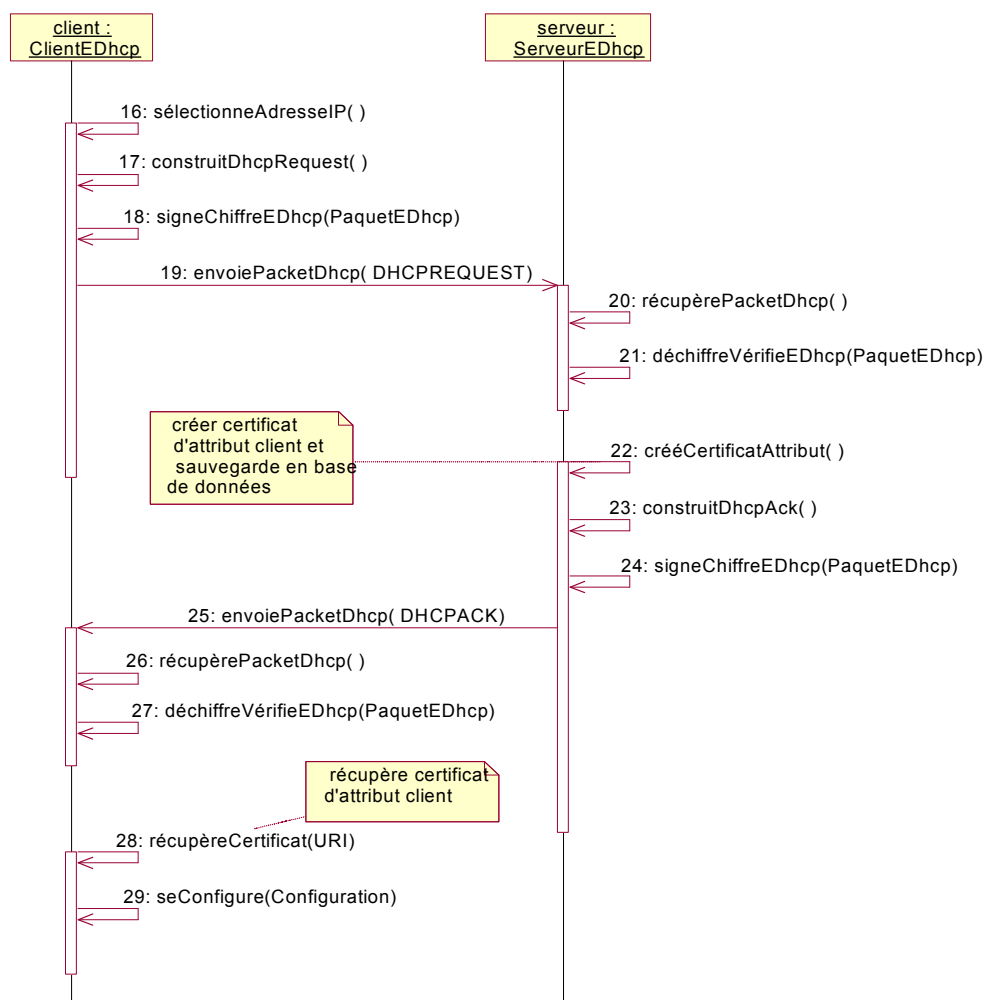 client :
ClientEDhcp
serveur :
ServeurEDhcp
16: sélectionneAdresseIP( )
17: construitDhcpRequest( )
18: signeChiffreEDhcp(PaquetEDhcp)
19: envoiePacketDhcp( DHCPREQUEST)
20: récupèrePacketDhcp( )
21: déchiffreVérifieEDhcp(PaquetEDhcp)
créer certificat
d'attribut client et
sauvegarde en base
de données
22: crééCertificatAttribut( )
23: construitDhcpAck( )
24: signeChiffreEDhcp(PaquetEDhcp)
25: envoiePacketDhcp( DHCPACK)
26: récupèrePacketDhcp( )
27: déchiffreVérifieEDhcp(PaquetEDhcp)
récupère certificat
d'attribut client
28: récupèreCertificat(URI)
29: seConfigure(Configuration)